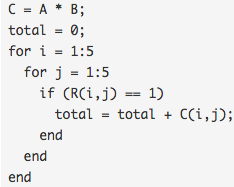 C = A * B;
total = 0;
for i = 1:5
  for j = 1:5
    if (R(i,j) == 1)
      total = total + C(i,j);
    end
  end
end